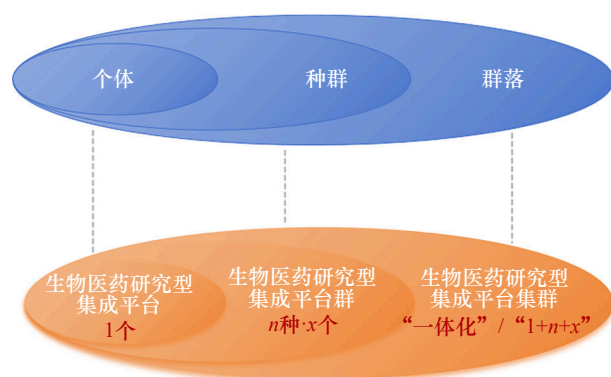 个体
种群
群落
生物医药研究型
集成平台
1个
生物医药研究型
集成平台群
n种·x个
生物医药研究型
集成平台集群
“一体化” / “1+n+x”